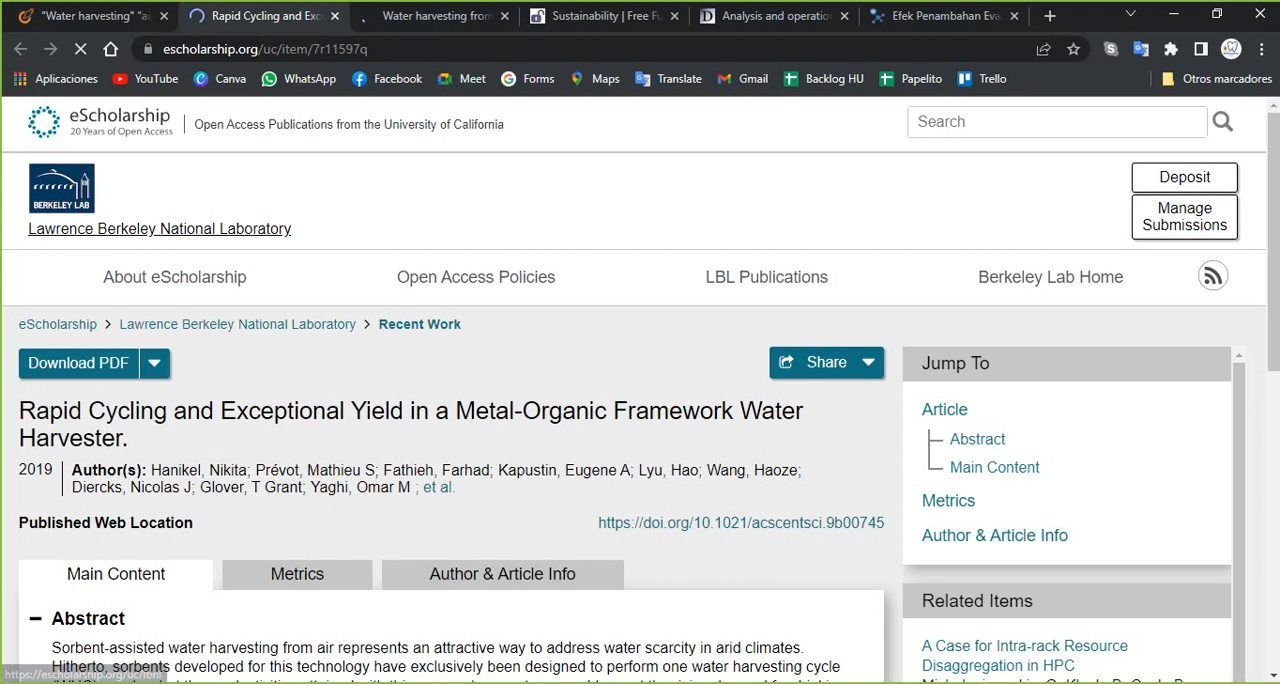 "Water harvesting" "ai
Rapid Cycling and Exc
Water harvesting from
Sustainability | Free Fu
Analysis and operatio
Efek Penambahan Eva
escholarship.org/uc/item/7r11597q
Aplicaciones YouTube Canva WhatsApp Facebook Meet Forms Maps Translate Gmail Backlog HU Papelito Trello Otros marcadores
eScholarship
20 Years of Open Access
Open Access Publications from the University of California
Search
BERKELEY LAB
Lawrence Berkeley National Laboratory
Deposit
Manage
Submissions
About eScholarship Open Access Policies LBL Publications Berkeley Lab Home
eScholarship > Lawrence Berkeley National Laboratory > Recent Work
Download PDF
Share
Rapid Cycling and Exceptional Yield in a Metal-Organic Framework Water
Harvester.
2019 Author(s): Hanikel, Nikita; Prévot, Mathieu S; Fathieh, Farhad; Kapustin, Eugene A; Lyu, Hao; Wang, Haoze;
Diercks, Nicolas J; Glover, T Grant; Yaghi, Omar M ; et al.
Published Web Location https://doi.org/10.1021/acscentsci.9b00745
Main Content Metrics Author & Article Info
Abstract
Sorbent-assisted water harvesting from air represents an attractive way to address water scarcity in arid climates.
Hitherto, sorbents developed for this technology have exclusively been designed to perform one water harvesting cycle
Jump To
Article
Abstract
Main Content
Metrics
Author & Article Info
Related Items
A Case for Intra-rack Resource
Disaggregation in HPC
https://escholarship.org/uc/lbnl